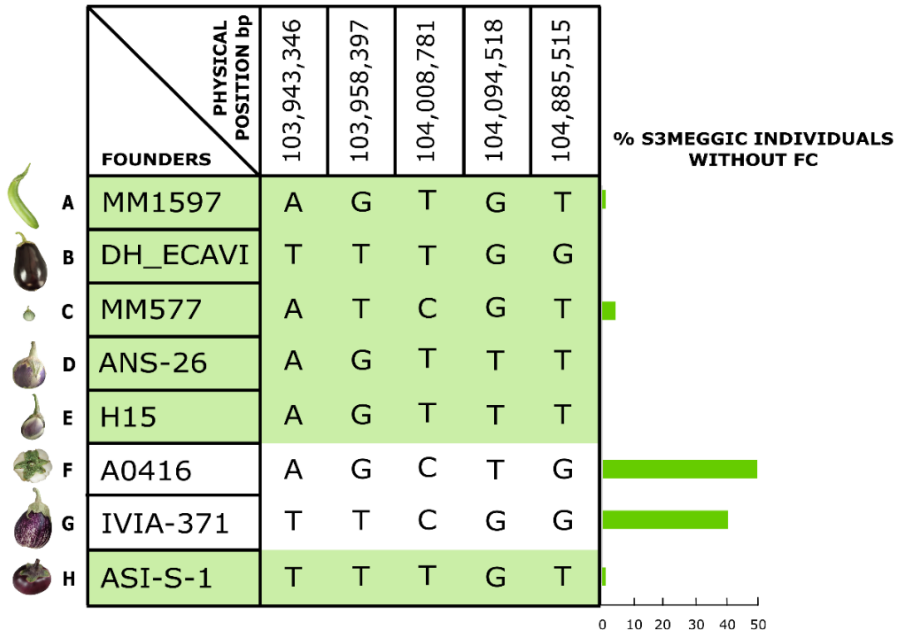 PHYSICAL
POSITION bp
FOUNDERS
103,943,346
103,958,397
104,008,781
104,094,518
104,885,515
% S3MEGGIC INDIVIDUALS
WITHOUT FC
A MM1597 A G T G T
B DH_ECAVI T T T G G
C MM577 A T C G T
D ANS-26 A G T T T
E H15 A G T T T
F A0416 A G C T G
G IVIA-371 T T C G G
H ASI-S-1 T T T G T
0 10 20 30 40 50